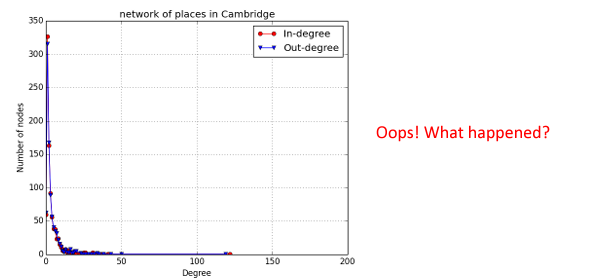 network of places in Cambridge
350
300
250
200
150
100
50
0
Number of nodes
In-degree
Out-degree
0
50
100
150
200
Degree
Oops! What happened?